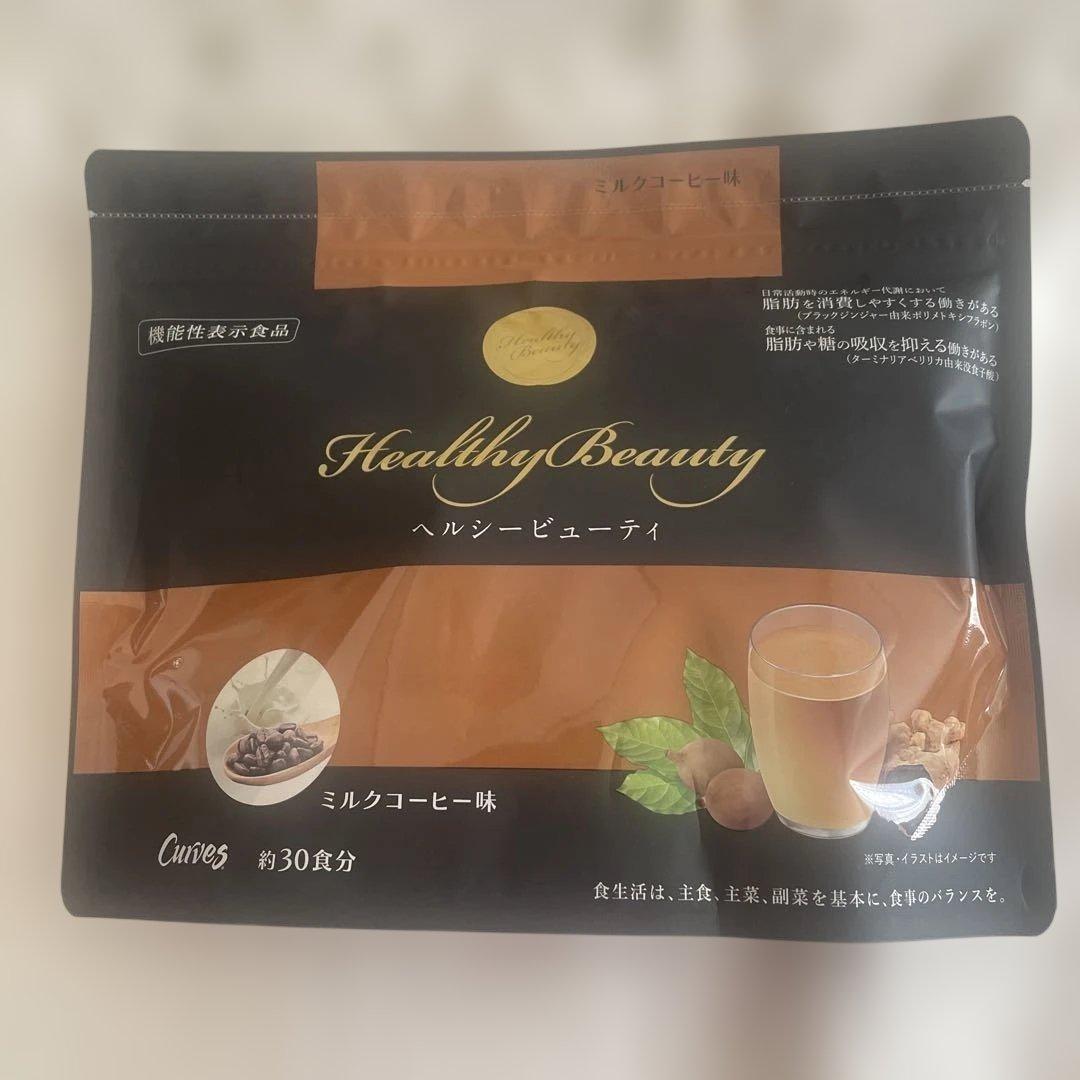 ミルクコーヒー味
機能性表示食品
日常活動時のエネルギー代謝において
脂肪を消費しやすくする働きがある
(ブラックジンジャー由来ポリメトキシフラボン)
食事に含まれる
脂肪や糖の吸収を抑える働きがある
(ターミナリアベリリカ由来没食子酸)
Healthy
Beauty
Healthy Beauty
ヘルシービューティ
ミルクコーヒー味
Curves
約30食分
※写真・イラストはイメージです
食生活は、主食、主菜、副菜を基本に、食事のバランスを。